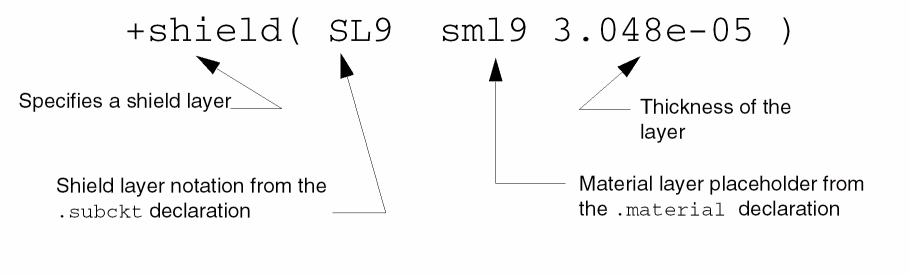 +shield( SL9 sml9 3.048e-05 )
Specifies a shield layer
Thickness of the
layer
Shield layer notation from the
.subckt declaration
Material layer placeholder from
the .material declaration